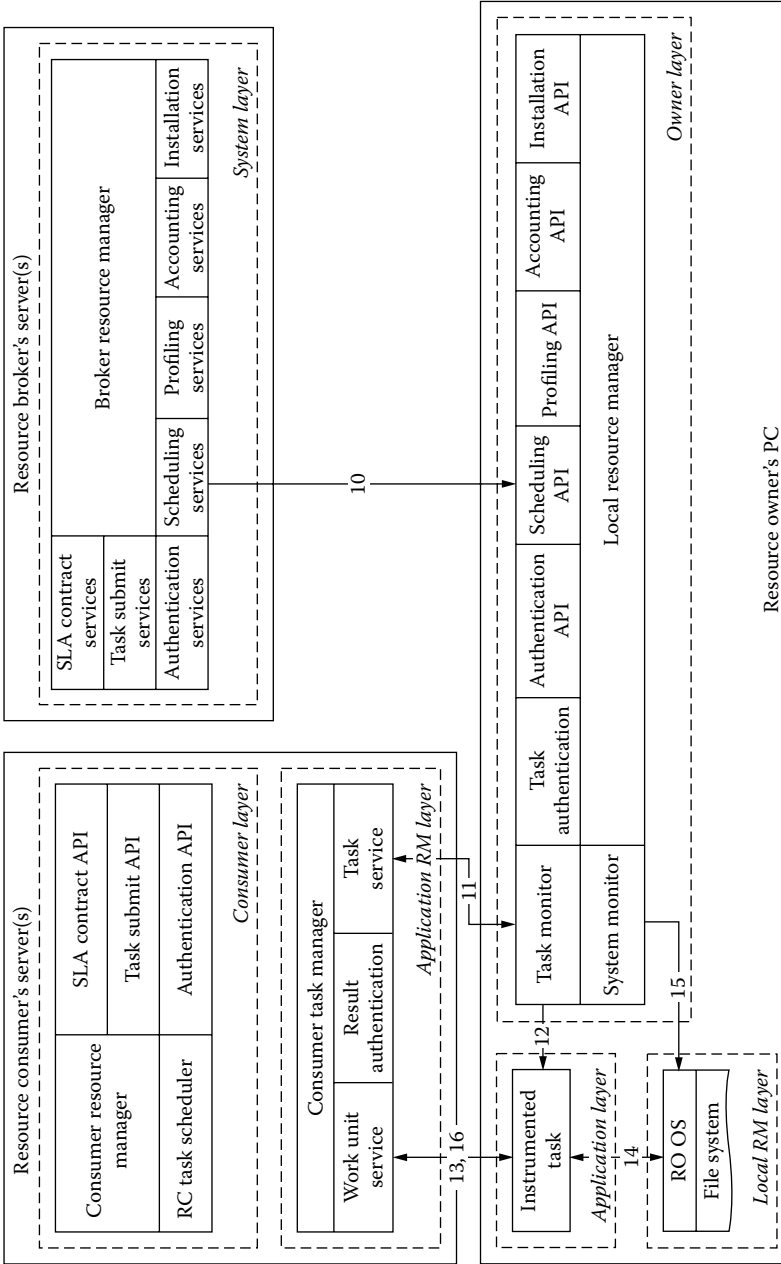 Resource consumer's server(s)
Consumer resource
manager
SLA contract API
Task submit API
RC task scheduler
Authentication API
Consumer layer
Consumer task manager
Work unit
service
Result
authentication
Task
service
Application RM layer
Resource broker's server(s)
SLA contract
services
Task submit
services
Broker resource manager
Authentication
services
Scheduling
services
Profiling
services
Accounting
services
Installation
services
System layer
13, 16
11
10
Instrumented
task
Application layer
12
14
RO OS
File system
Local RM layer
15
Task monitor
System monitor
Task
authentication
Authentication
API
Scheduling
API
Profiling API
Accounting
API
Installation
API
Local resource manager
Owner layer
Resource owner's PC